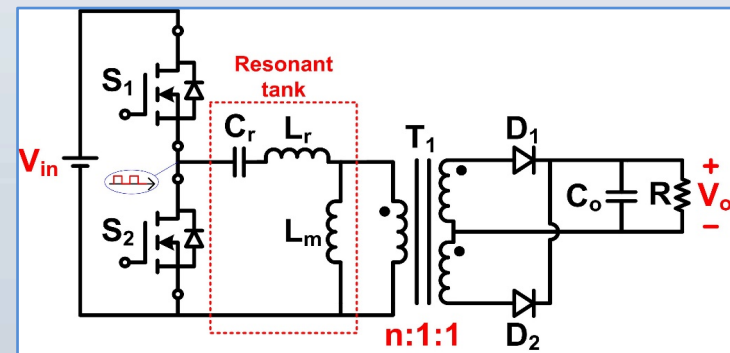 S1
Resonant
tank
Cr
Lr
T1
D1
Vin
+
Co
R
Vo
S2
Lm
–
n:1:1
D2